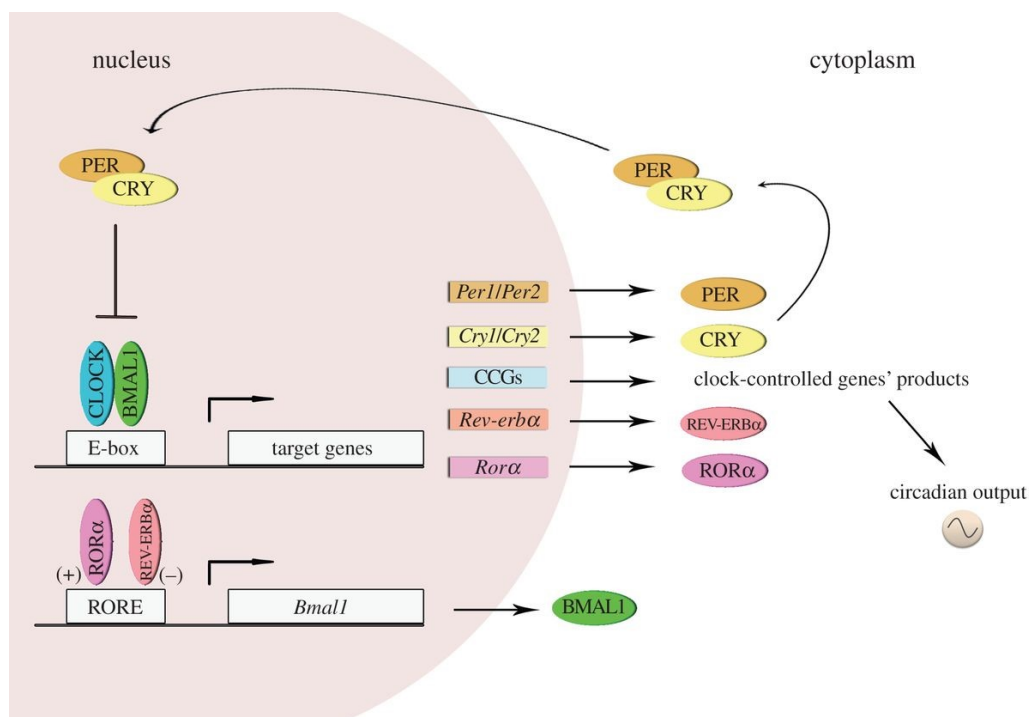 nucleus
cytoplasm
PER
CRY
PER
CRY
Per1/Per2
PER
Cry1/Cry2
CRY
CLOCK
BMAL1
CCGs
clock-controlled genes' products
Rev-erbα
REV-ERBα
E-box
target genes
Rorα
RORα
circadian output
RORα
REV-ERBα
(+)
(–)
RORE
Bmal1
BMAL1